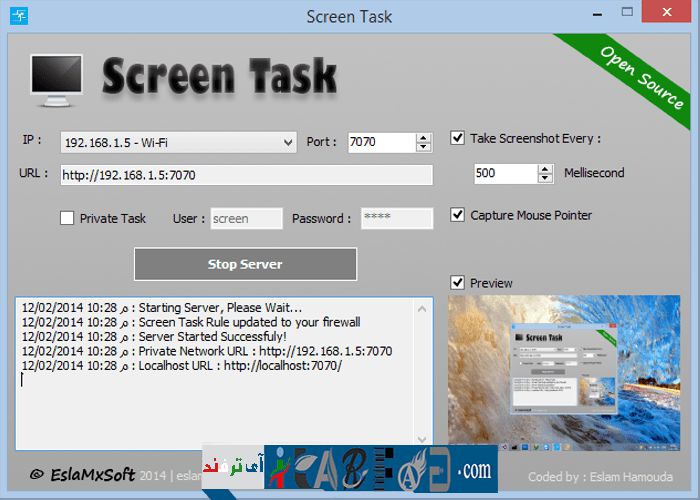 Screen Task
Screen Task
Open Source
IP : 192.168.1.5 - Wi-Fi Port : 7070
Take Screenshot Every :
URL : http://192.168.1.5:7070
500 Mellisecond
Private Task User : screen Password : ****
Capture Mouse Pointer
Stop Server
Preview
12/02/2014 10:28 م : Starting Server, Please Wait...
12/02/2014 10:28 م : Screen Task Rule updated to your firewall
12/02/2014 10:28 م : Server Started Successfuly!
12/02/2014 10:28 م : Private Network URL : http://192.168.1.5:7070
12/02/2014 10:28 م : Localhost URL : http://localhost:7070/
Screen Task
© EslaMxSoft 2014 |
آی ترفند
.com
Coded by : Eslam Hamouda